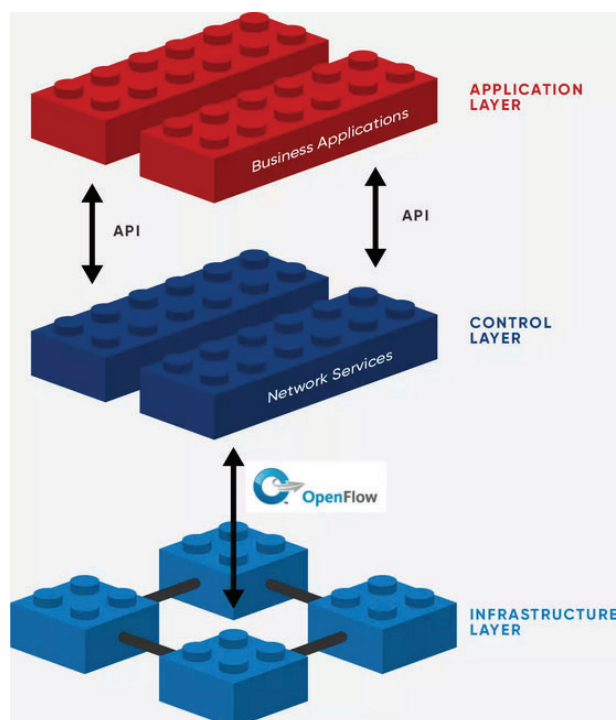 APPLICATION
LAYER
Business Applications
API
API
CONTROL
LAYER
Network Services
OpenFlow
INFRASTRUCTURE
LAYER